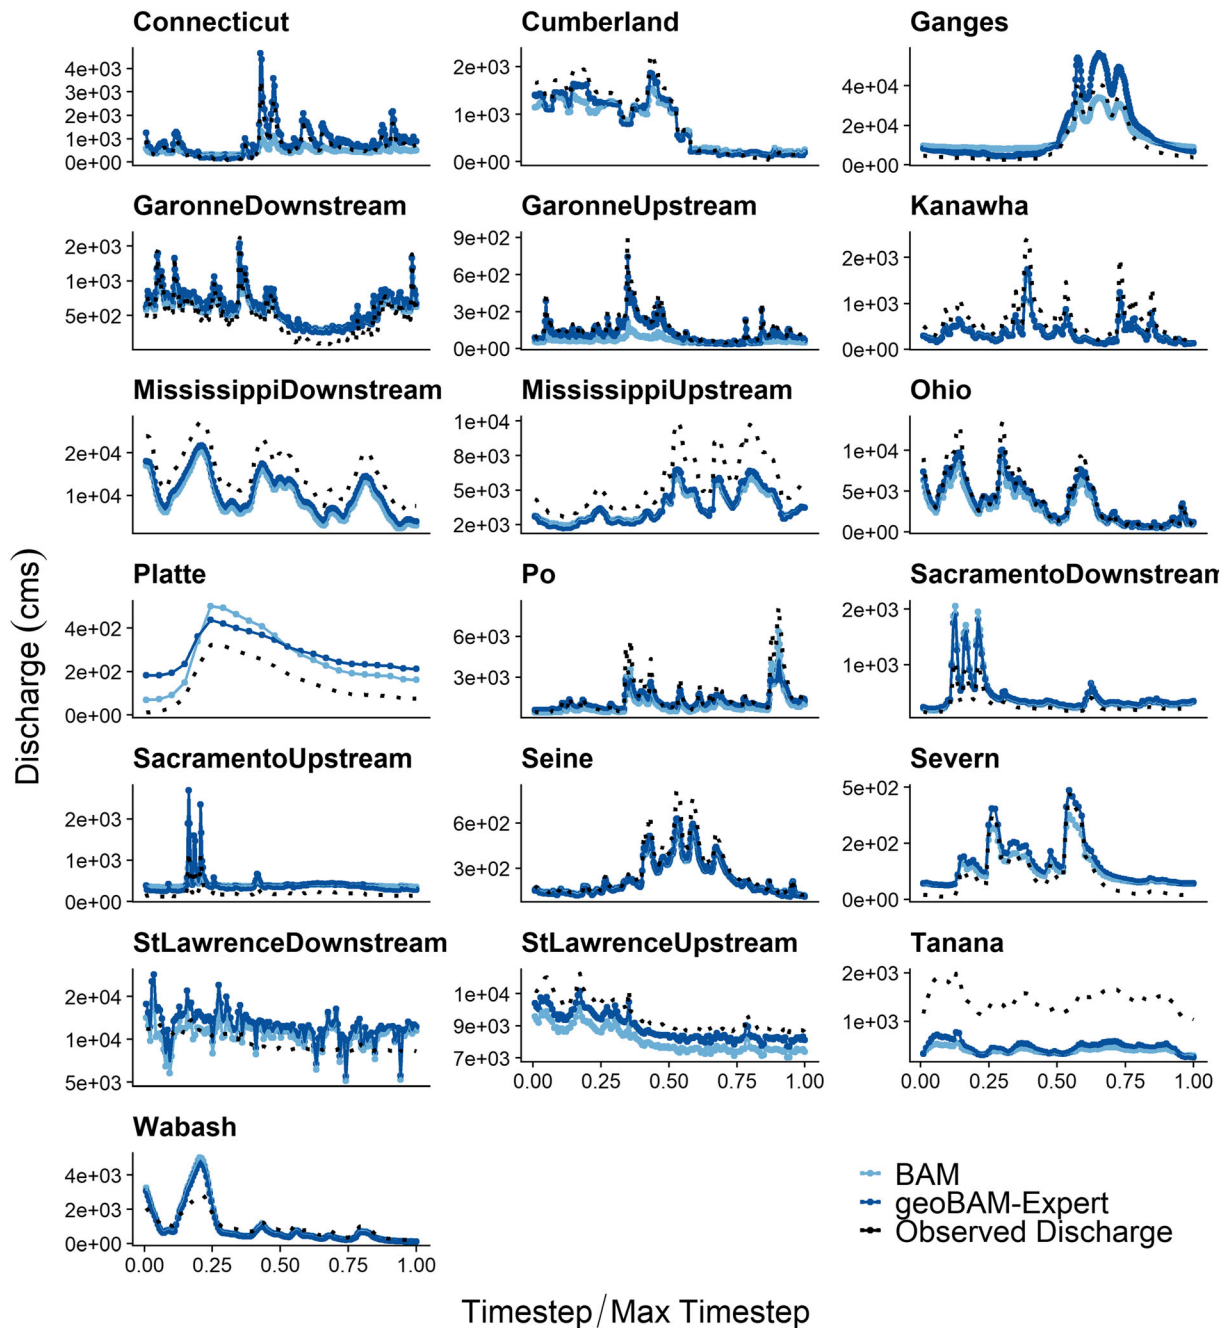 Connecticut
4e+03
3e+03
2e+03
1e+03
0e+00
Cumberland
2e+03
1e+03
0e+00
Ganges
4e+04
2e+04
0e+00
GaronneDownstream
2e+03
1e+03
5e+02
GaronneUpstream
9e+02
6e+02
3e+02
0e+00
Kanawha
2e+03
1e+03
0e+00
MississippiDownstream
2e+04
1e+04
MississippiUpstream
1e+04
8e+03
5e+03
2e+03
Ohio
1e+04
5e+03
0e+00
Discharge (cms)
Platte
4e+02
2e+02
0e+00
Po
6e+03
3e+03
SacramentoDownstream
2e+03
1e+03
SacramentoUpstream
2e+03
1e+03
0e+00
Seine
6e+02
3e+02
Severn
5e+02
2e+02
0e+00
StLawrenceDownstream
2e+04
1e+04
5e+03
StLawrenceUpstream
1e+04
9e+03
7e+03
0.00 0.25 0.50 0.75 1.00
Tanana
2e+03
1e+03
0.00 0.25 0.50 0.75 1.00
Wabash
4e+03
2e+03
0e+00
0.00 0.25 0.50 0.75 1.00
BAM
geoBAM-Expert
Observed Discharge
Timestep/Max Timestep